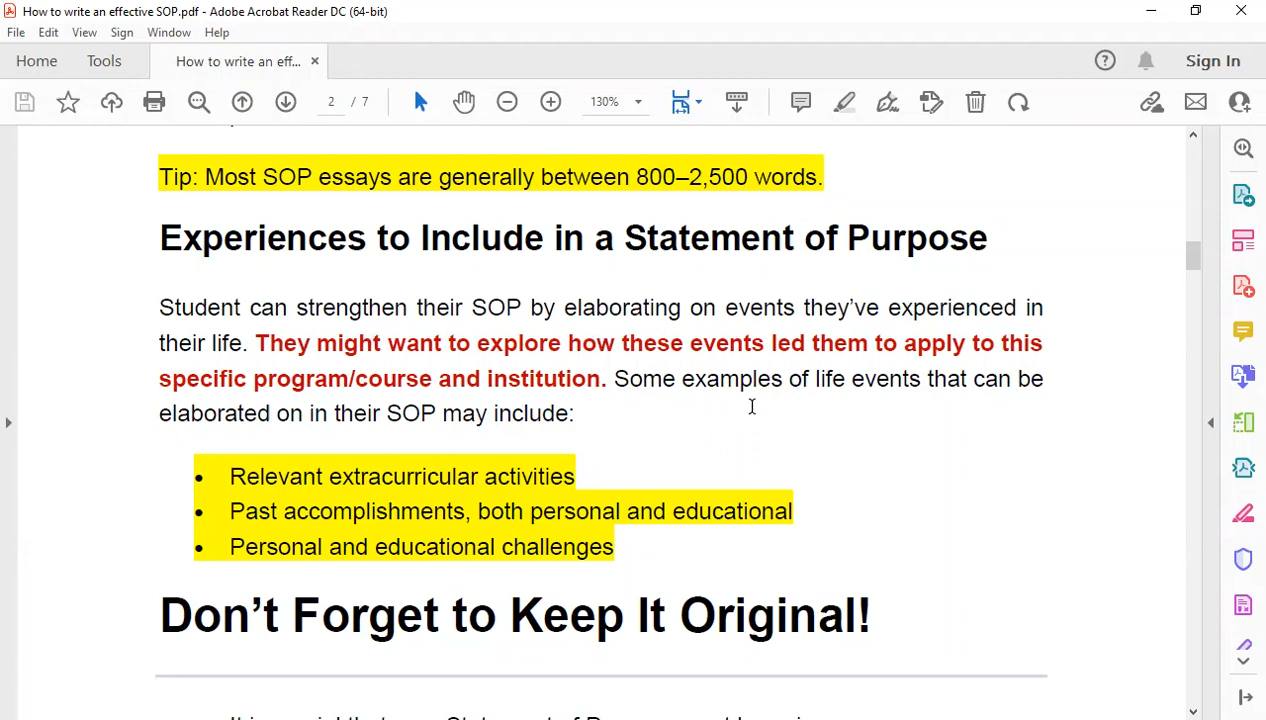 How to write an effective SOP.pdf - Adobe Acrobat Reader DC (64-bit)
File Edit View Sign Window Help
Home Tools How to write an eff... × Sign In
2 / 7 130%
Tip: Most SOP essays are generally between 800–2,500 words.
Experiences to Include in a Statement of Purpose
Student can strengthen their SOP by elaborating on events they’ve experienced in
their life. They might want to explore how these events led them to apply to this
specific program/course and institution. Some examples of life events that can be
elaborated on in their SOP may include:
• Relevant extracurricular activities
• Past accomplishments, both personal and educational
• Personal and educational challenges
Don’t Forget to Keep It Original!